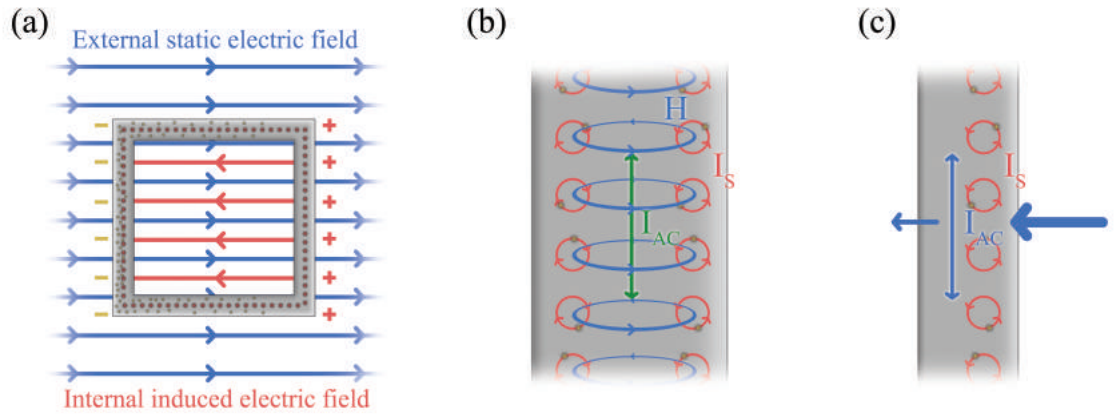 (a)
External static electric field
− +
− +
− +
− +
− +
− +
Internal induced electric field
(b)
H
I_S
I_AC
(c)
I_S
I_AC